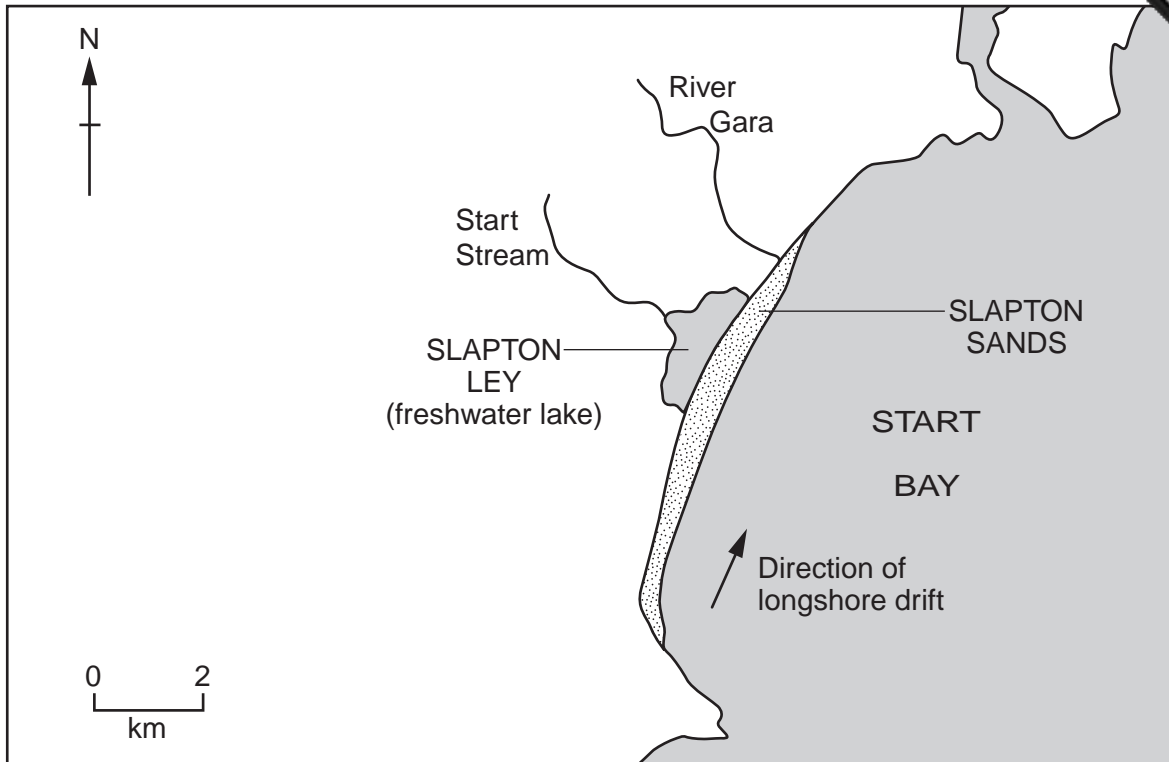 N
River
Gara
Start
Stream
SLAPTON
SANDS
SLAPTON
LEY
(freshwater lake)
START
BAY
Direction of
longshore drift
0 2
km